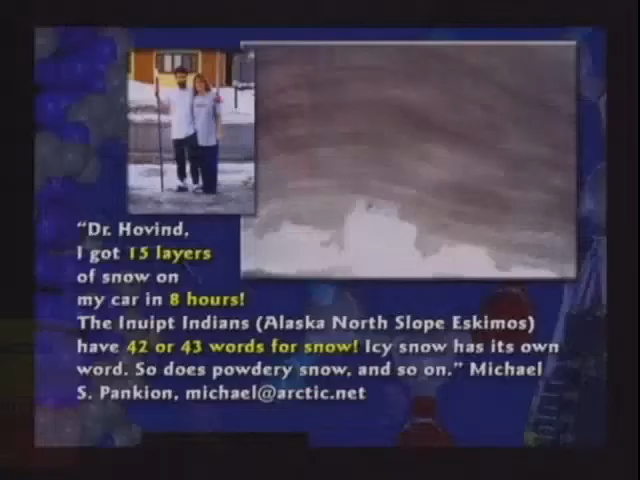 "Dr. Hovind,
I got 15 layers
of snow on
my car in 8 hours!
The Inuipt Indians (Alaska North Slope Eskimos)
have 42 or 43 words for snow! Icy snow has its own
word. So does powdery snow, and so on." Michael
S. Pankion, michael@arctic.net